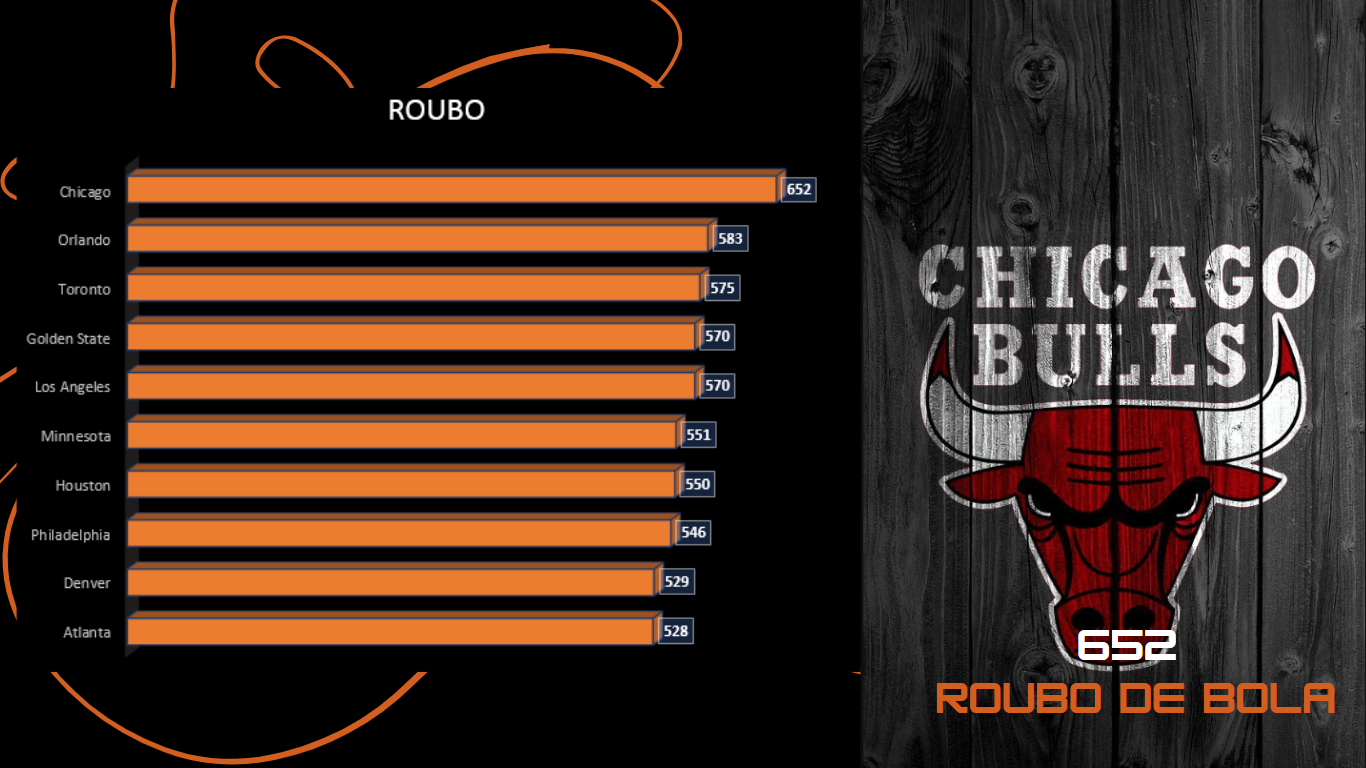 ROUBO
Chicago 652
Orlando 583
Toronto 575
Golden State 570
Los Angeles 570
Minnesota 551
Houston 550
Philadelphia 546
Denver 529
Atlanta 528
CHICAGO
BULLS
652
ROUBO DE BOLA